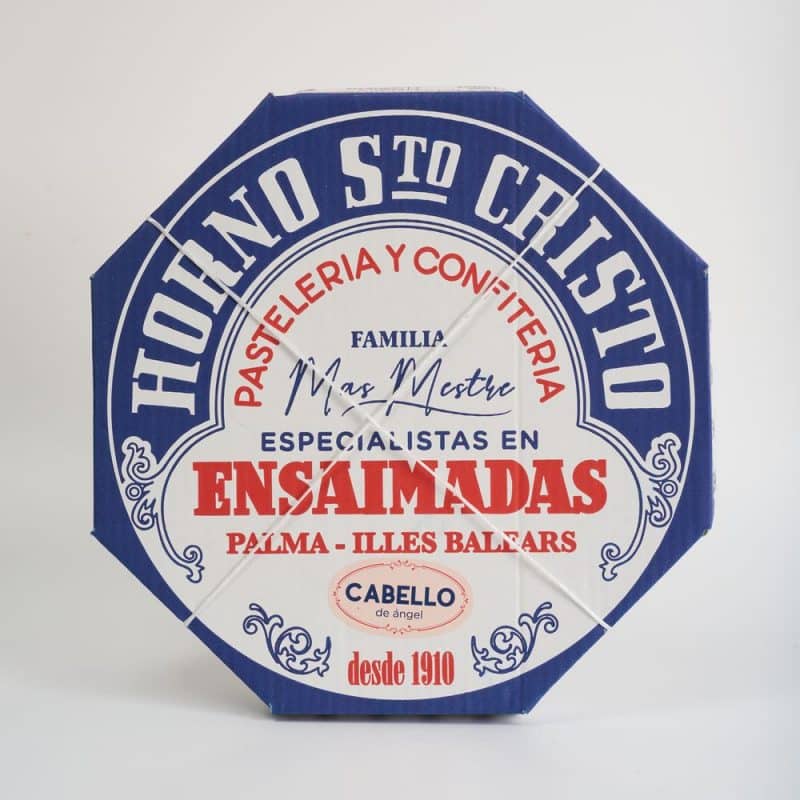 HORNO STO CRISTO
PASTELERIA Y CONFITERIA
FAMILIA
Mas Mestre
ESPECIALISTAS EN
ENSAIMADAS
PALMA - ILLES BALEARS
CABELLO
de ángel
desde 1910